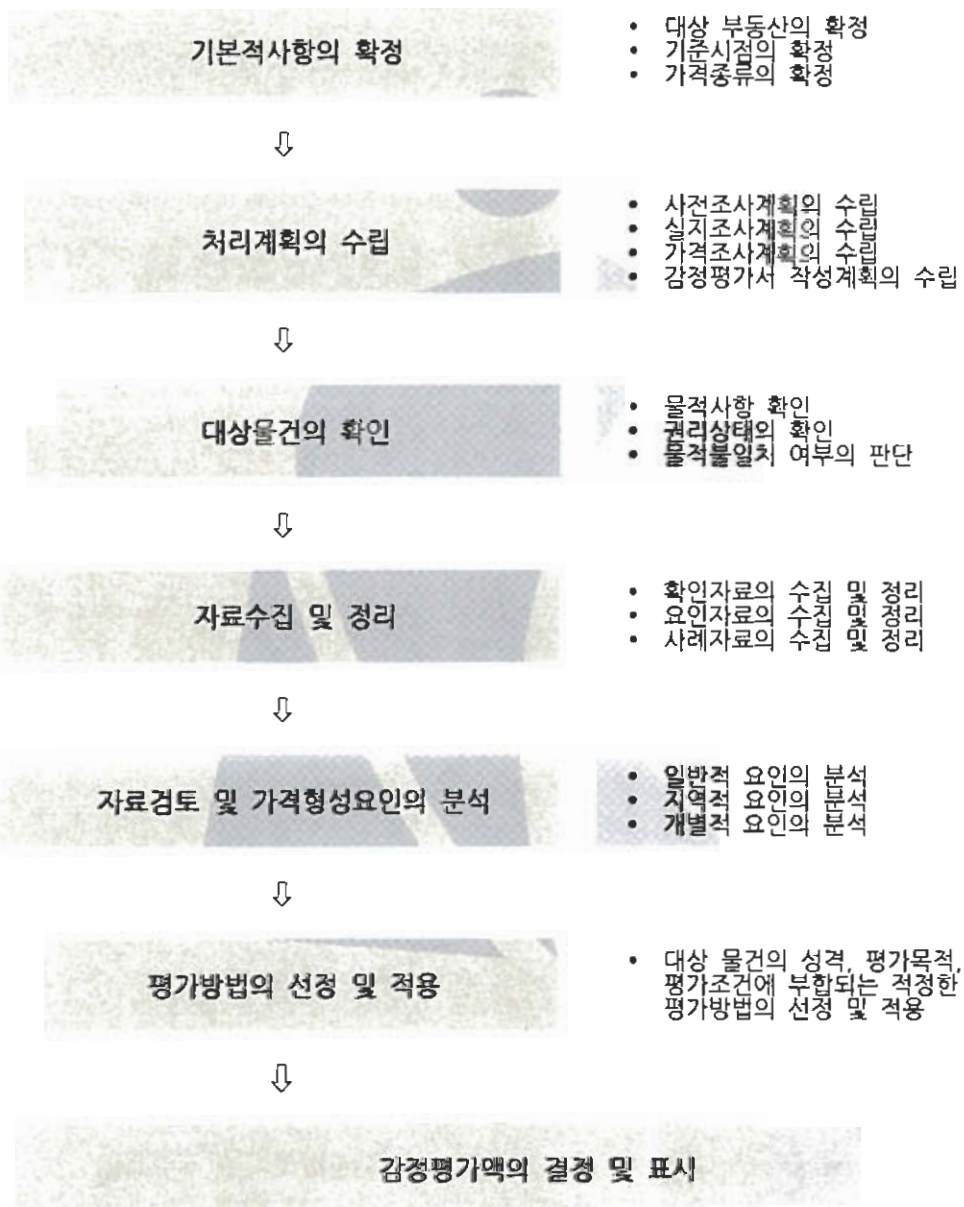 기본적사항의 확정
• 대상 부동산의 확정
• 기준시점의 확정
• 가격종류의 확정
⇩
처리계획의 수립
• 사전조사계획의 수립
• 실지조사계획의 수립
• 가격조사계획의 수립
• 감정평가서 작성계획의 수립
⇩
대상물건의 확인
• 물적사항 확인
• 권리상태의 확인
• 물적불일치 여부의 판단
⇩
자료수집 및 정리
• 확인자료의 수집 및 정리
• 요인자료의 수집 및 정리
• 사례자료의 수집 및 정리
⇩
자료검토 및 가격형성요인의 분석
• 일반적 요인의 분석
• 지역적 요인의 분석
• 개별적 요인의 분석
⇩
평가방법의 선정 및 적용
• 대상 물건의 성격, 평가목적,
평가조건에 부합되는 적정한
평가방법의 선정 및 적용
⇩
감정평가액의 결정 및 표시